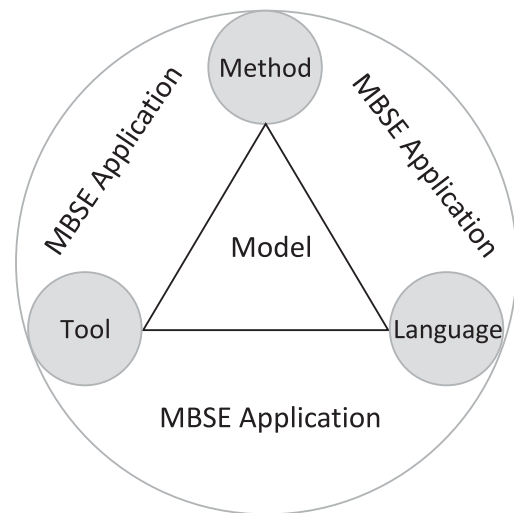 Method
MBSE Application
MBSE Application
Model
Tool
Language
MBSE Application